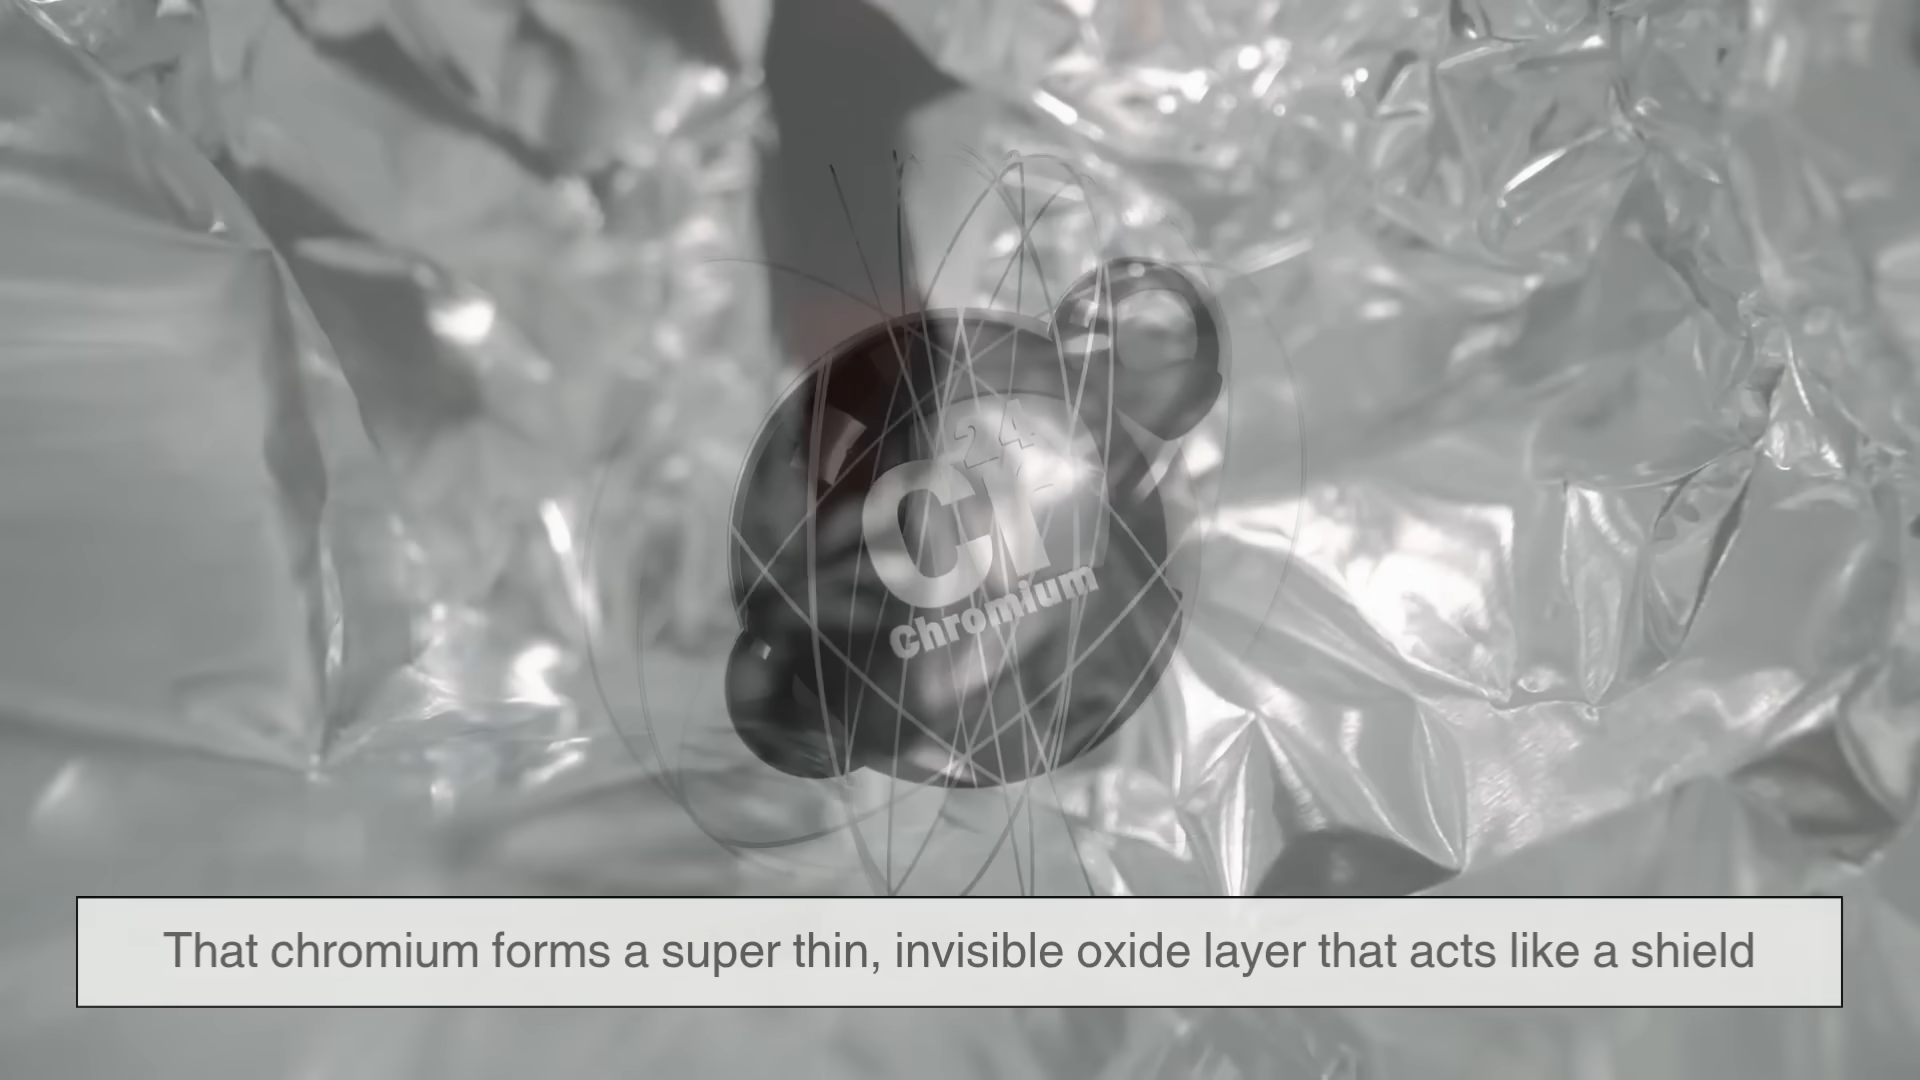 24
Cr
Chromium
That chromium forms a super thin, invisible oxide layer that acts like a shield